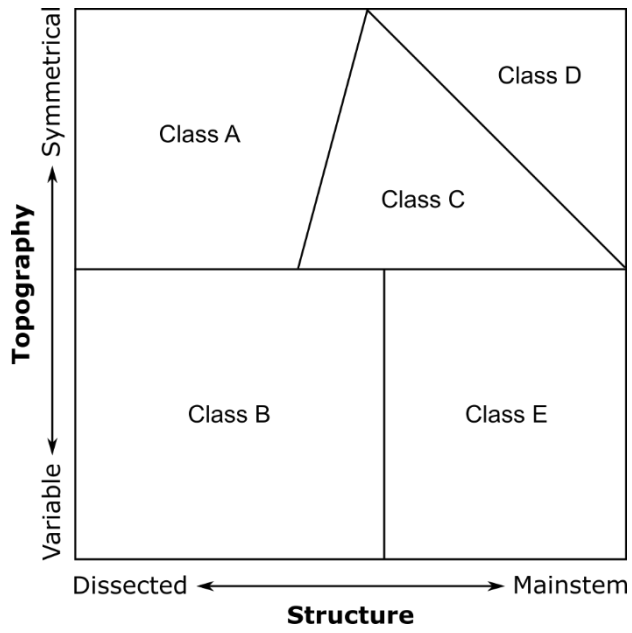 Symmetrical
Topography
Variable
Class A
Class D
Class C
Class B
Class E
Dissected
Mainstem
Structure